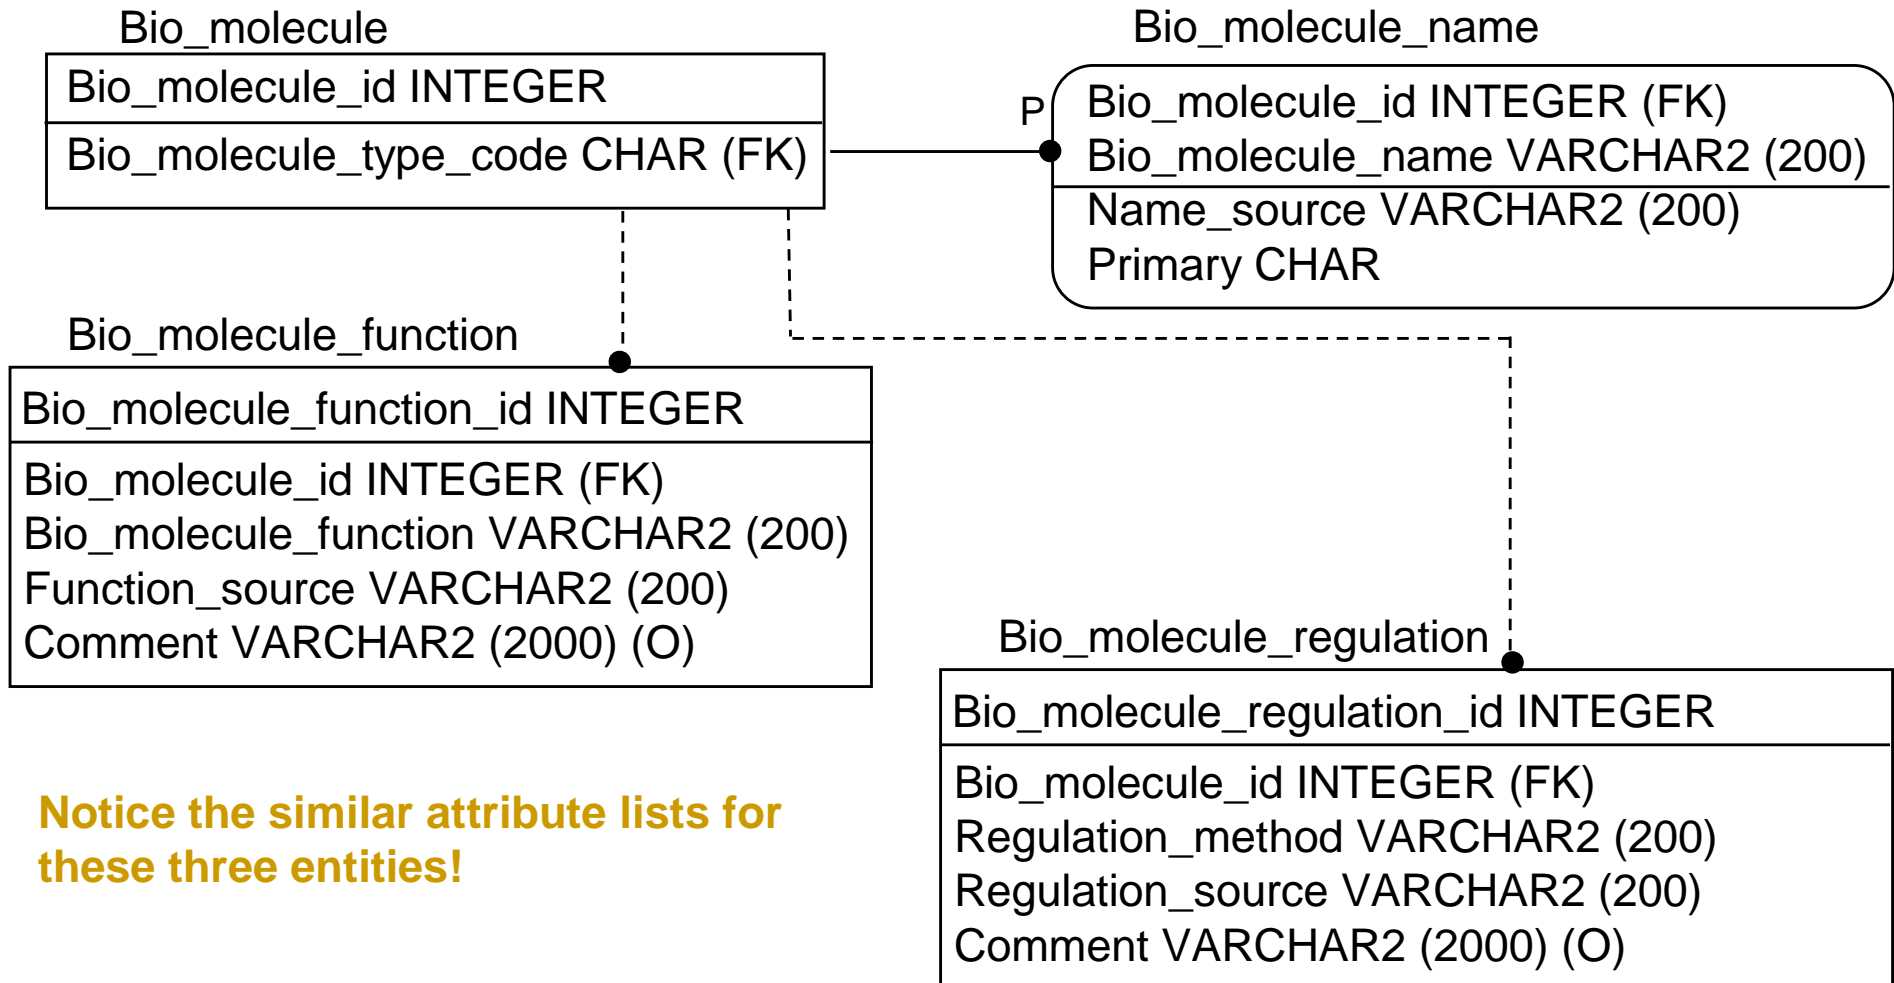 Bio_molecule
Bio_molecule_id INTEGER
Bio_molecule_type_code CHAR (FK)
Bio_molecule_name
P
Bio_molecule_id INTEGER (FK)
Bio_molecule_name VARCHAR2 (200)
Name_source VARCHAR2 (200)
Primary CHAR
Bio_molecule_function
Bio_molecule_function_id INTEGER
Bio_molecule_id INTEGER (FK)
Bio_molecule_function VARCHAR2 (200)
Function_source VARCHAR2 (200)
Comment VARCHAR2 (2000) (O)
Bio_molecule_regulation
Bio_molecule_regulation_id INTEGER
Bio_molecule_id INTEGER (FK)
Regulation_method VARCHAR2 (200)
Regulation_source VARCHAR2 (200)
Comment VARCHAR2 (2000) (O)
Notice the similar attribute lists for
these three entities!